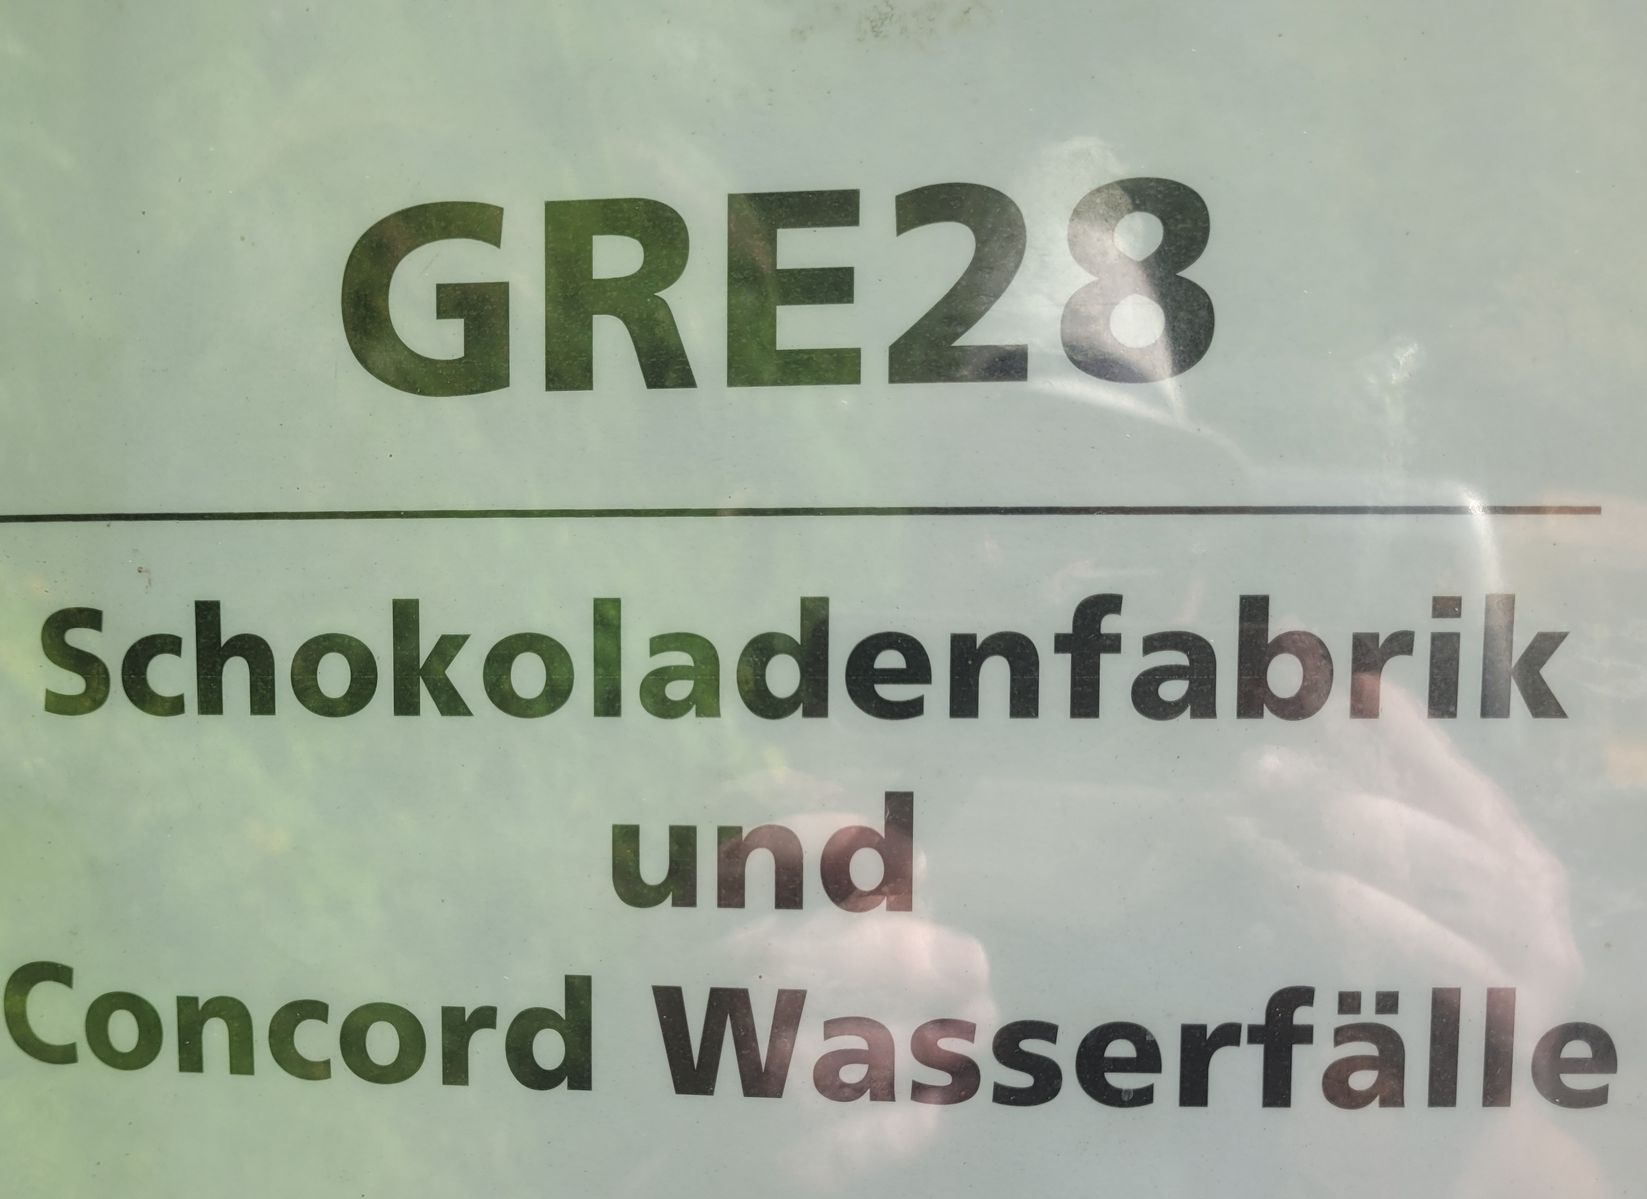 GRE28
Schokoladenfabrik
und
Concord Wasserfälle